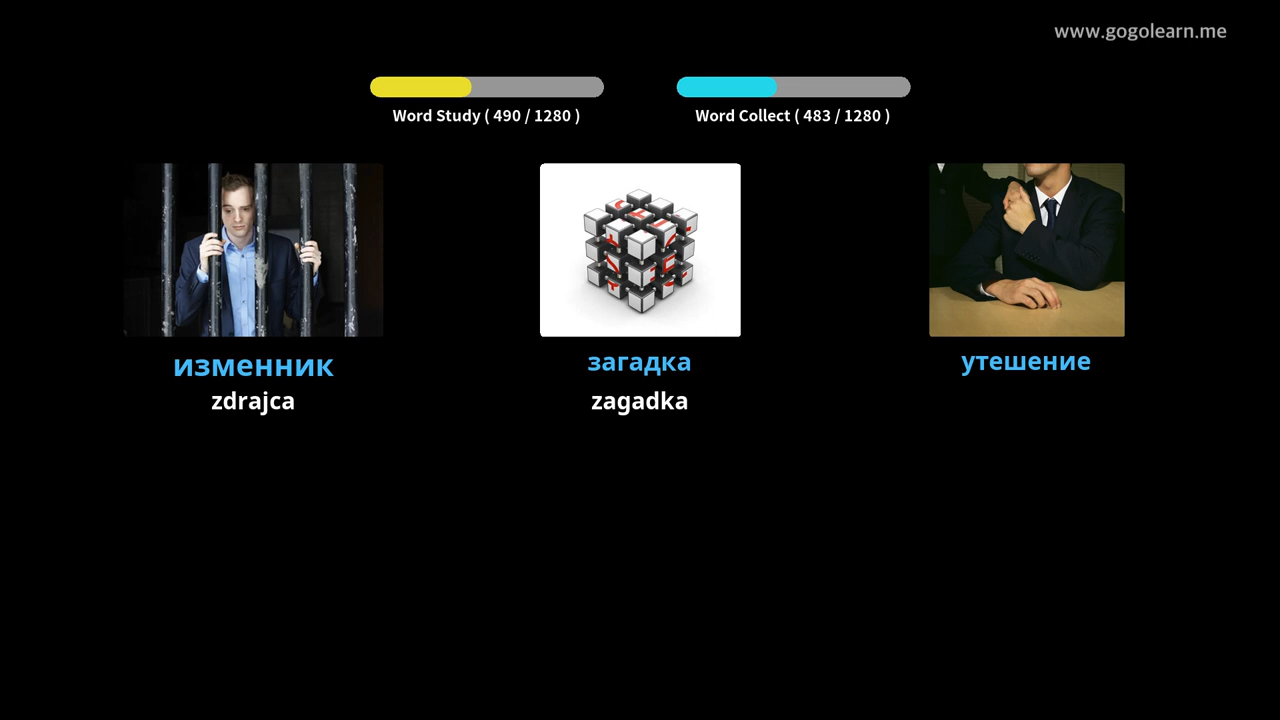 www.gogolearn.me
Word Study ( 490 / 1280 )
Word Collect ( 483 / 1280 )
изменник
загадка
утешение
zdrajca
zagadka